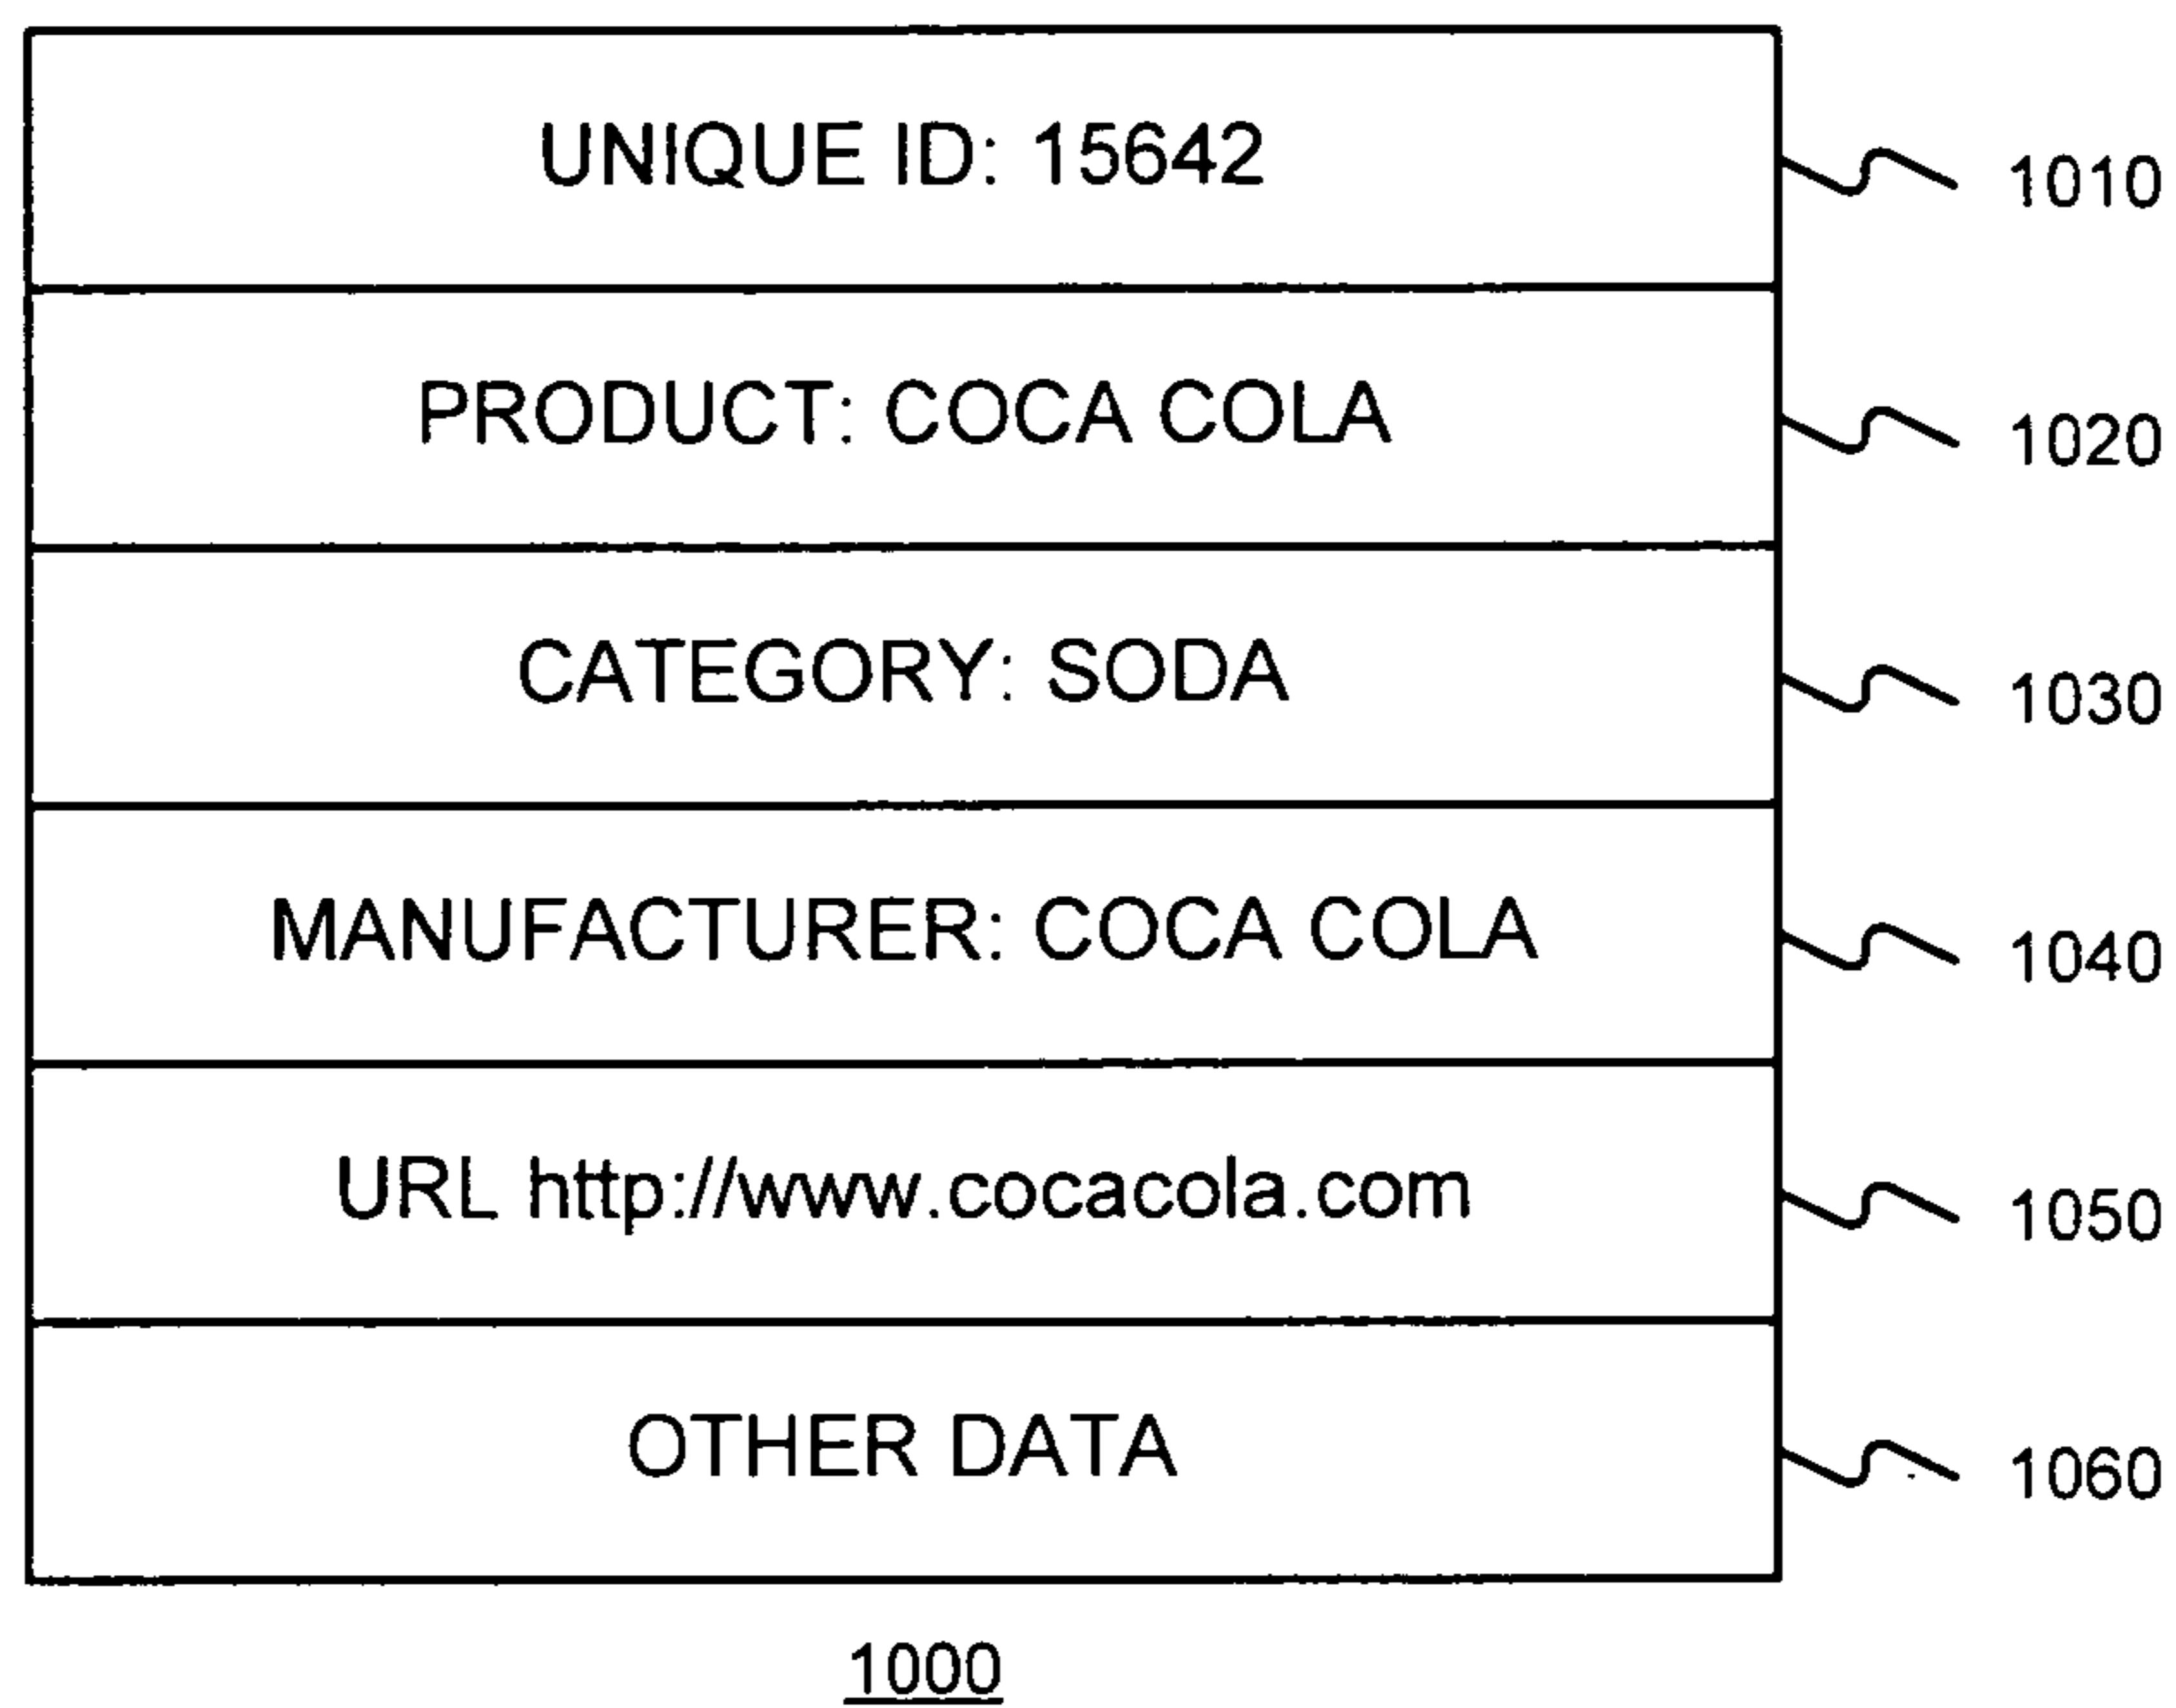 UNIQUE ID: 15642 1010
PRODUCT: COCA COLA 1020
CATEGORY: SODA 1030
MANUFACTURER: COCA COLA 1040
URL http://www.cocacola.com 1050
OTHER DATA 1060
1000